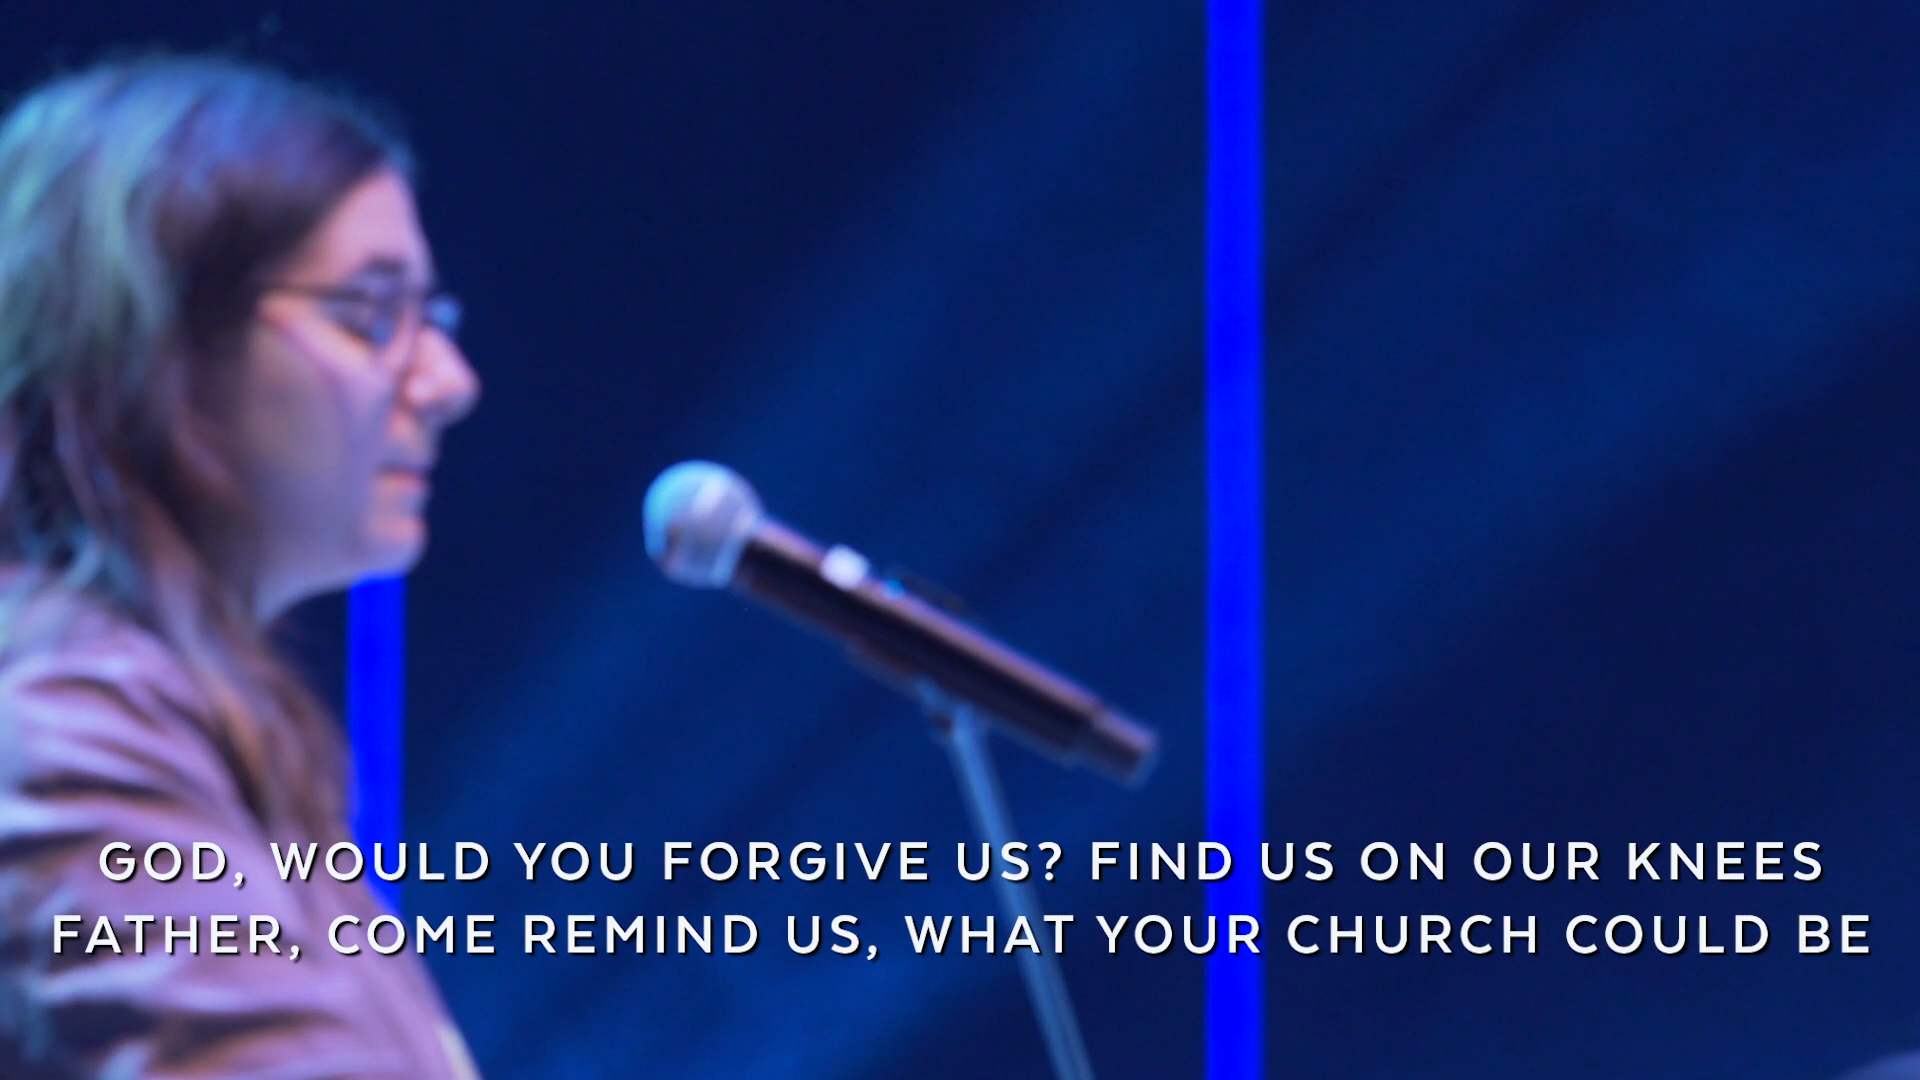 GOD, WOULD YOU FORGIVE US? FIND US ON OUR KNEES
FATHER, COME REMIND US, WHAT YOUR CHURCH COULD BE